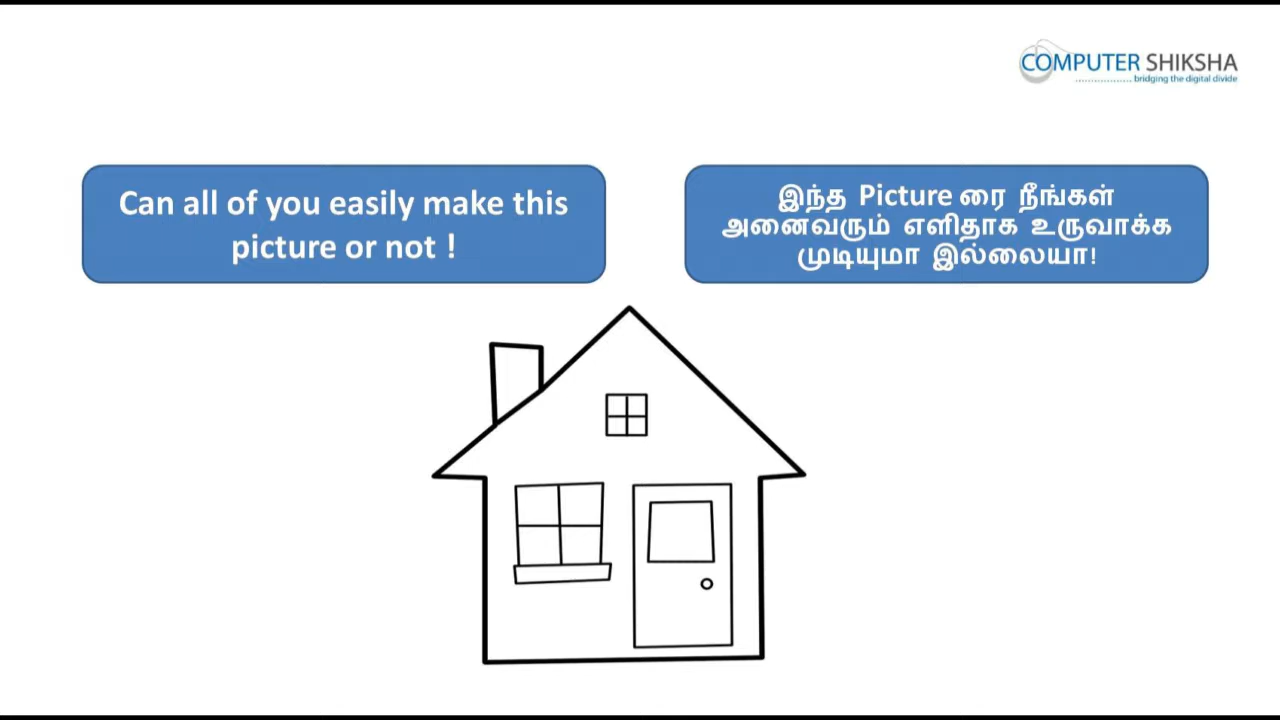 COMPUTER SHIKSHA
bridging the digital divide
Can all of you easily make this
picture or not !
இந்த Picture ரை நீங்கள்
அனைவரும் எளிதாக உருவாக்க
முடியுமா இல்லையா!